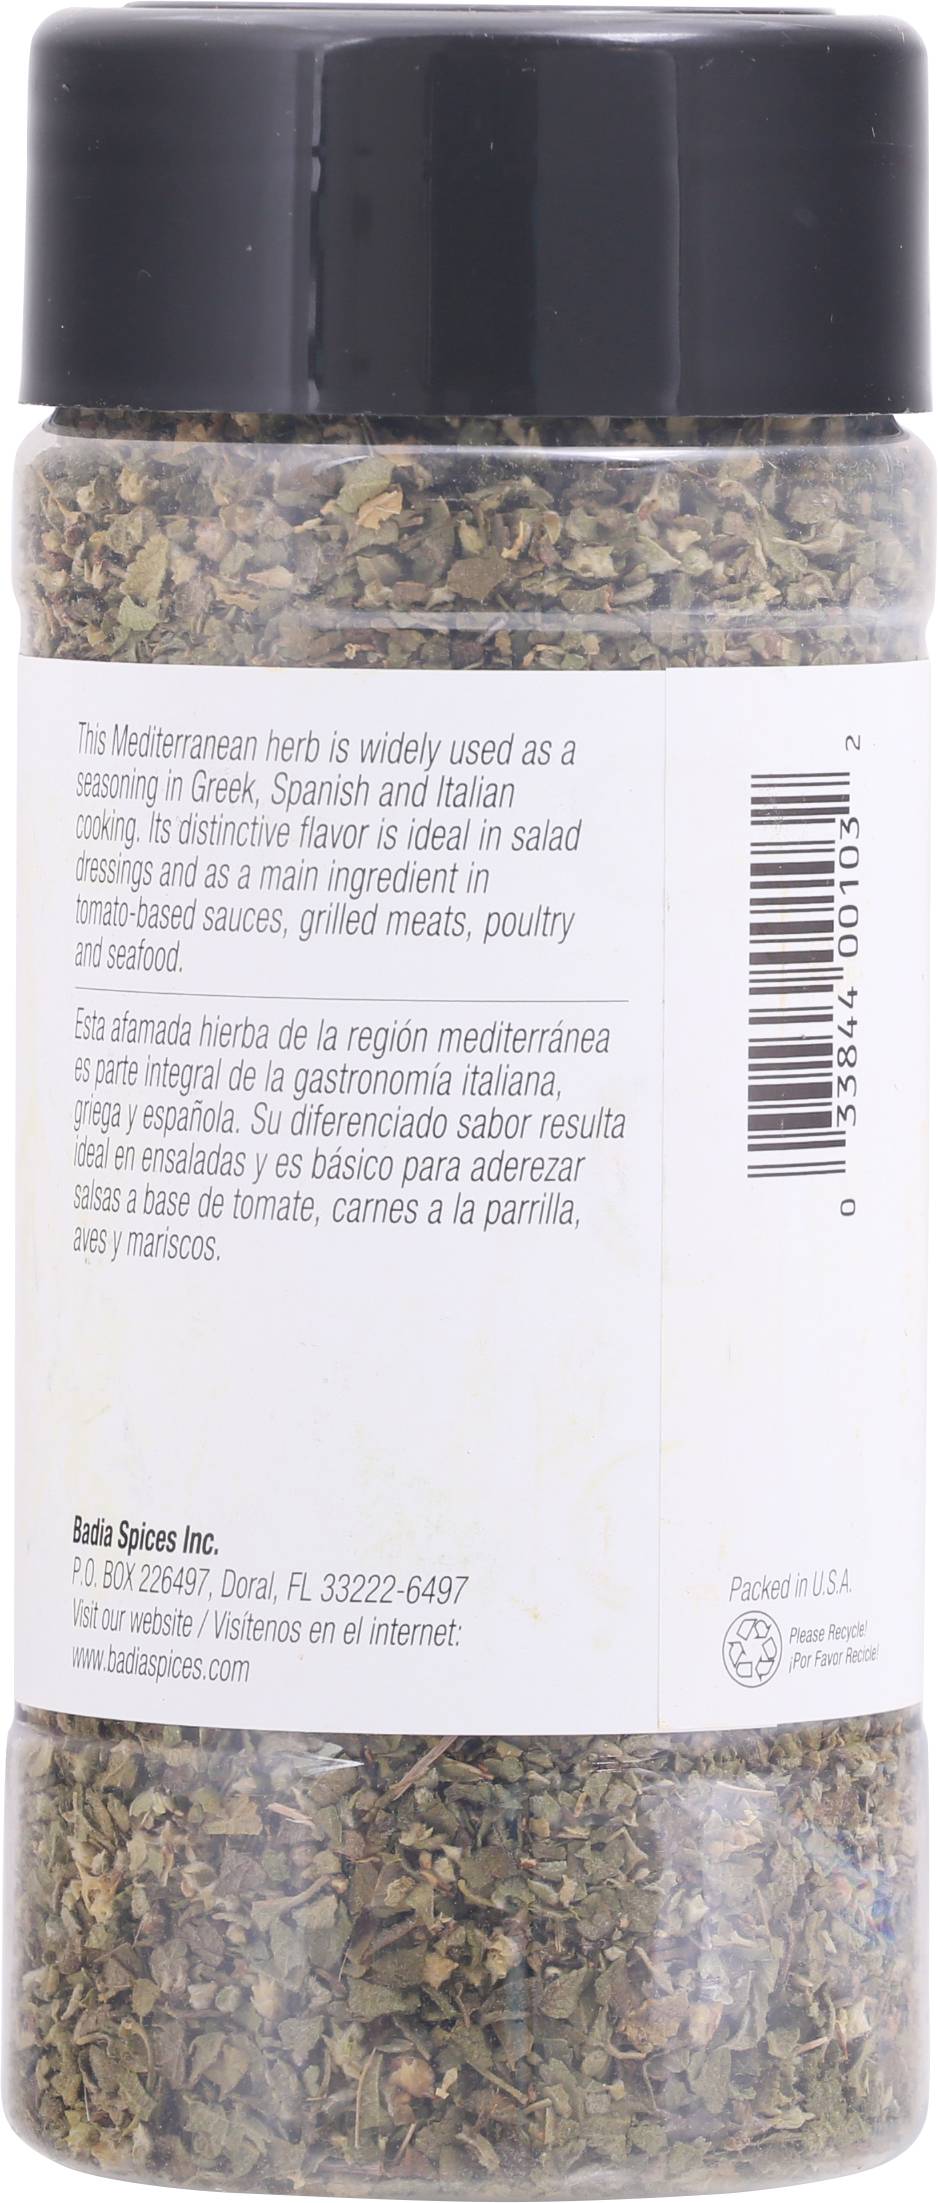 This Mediterranean herb is widely used as a
seasoning in Greek, Spanish and Italian
cooking. Its distinctive flavor is ideal in salad
dressings and as a main ingredient in
tomato-based sauces, grilled meats, poultry
and seafood.
Esta afamada hierba de la región mediterránea
es parte integral de la gastronomía italiana,
griega y española. Su diferenciado sabor resulta
ideal en ensaladas y es básico para aderezar
salsas a base de tomate, carnes a la parrilla,
aves y mariscos.
Badia Spices Inc.
P.O. BOX 226497, Doral, FL 33222-6497
Visit our website / Visítenos en el internet:
www.badiaspices.com
0 33844 00103 2
Packed in U.S.A.
Please Recycle!
¡Por Favor Recicle!